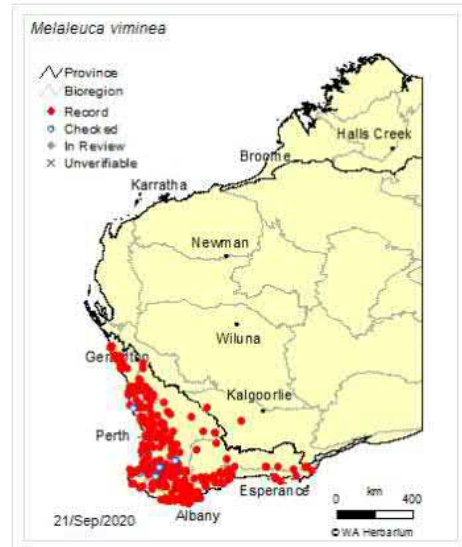 Melaleuca viminea
Province
Bioregion
Record
Checked
In Review
Unverifiable
Halls Creek
Broome
Karratha
Newman
Wiluna
Geraldton
Kalgoorlie
Perth
Esperance
Albany
km
0 400
21/Sep/2020
© WA Herbarium